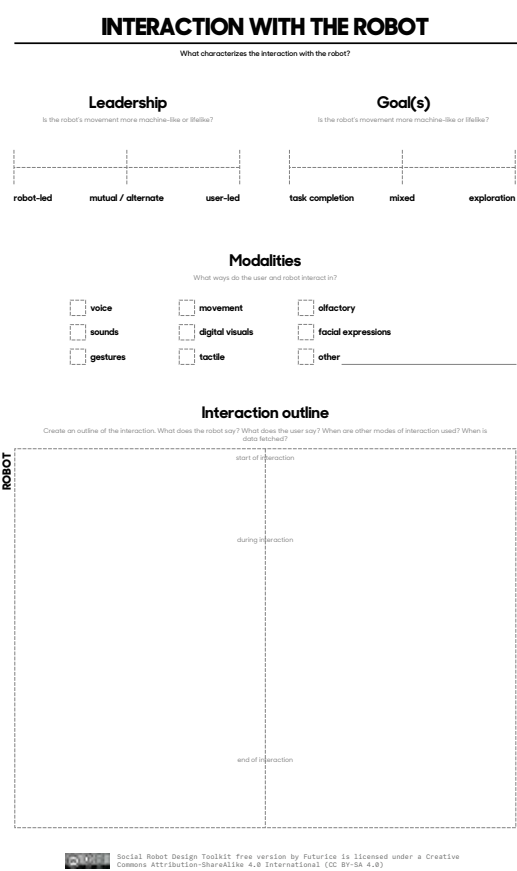 INTERACTION WITH THE ROBOT
What characterizes the interaction with the robot?
Leadership
Is the robot's movement more machine-like or lifelike?
robot-led mutual / alternate user-led
Goal(s)
Is the robot's movement more machine-like or lifelike?
task completion mixed exploration
Modalities
What ways do the user and robot interact in?
voice movement olfactory
sounds digital visuals facial expressions
gestures tactile other
Interaction outline
Create an outline of the interaction. What does the robot say? What does the user say? When are other modes of interaction used? When is
data fetched?
ROBOT
start of interaction
during interaction
end of interaction
Social Robot Design Toolkit free version by Futurice is licensed under a Creative
Commons Attribution-ShareAlike 4.0 International (CC BY-SA 4.0)